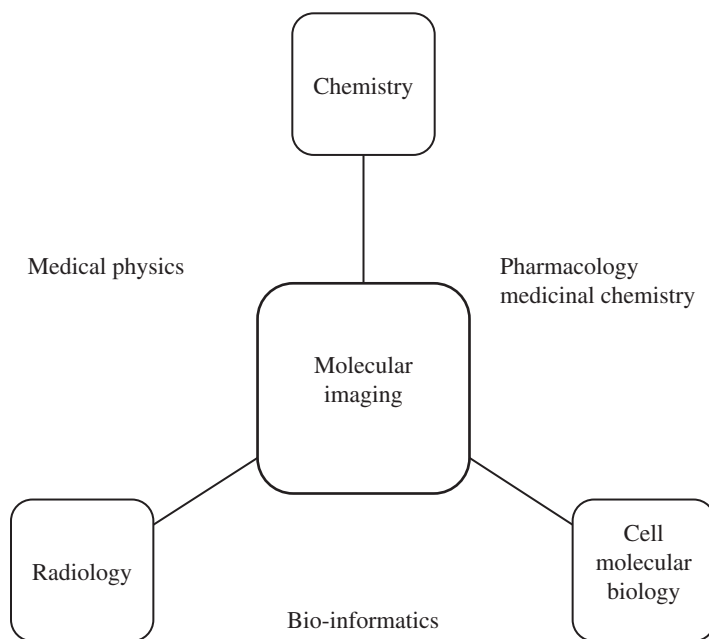 Chemistry
Medical physics
Pharmacology
medicinal chemistry
Molecular
imaging
Radiology
Cell
molecular
biology
Bio-informatics